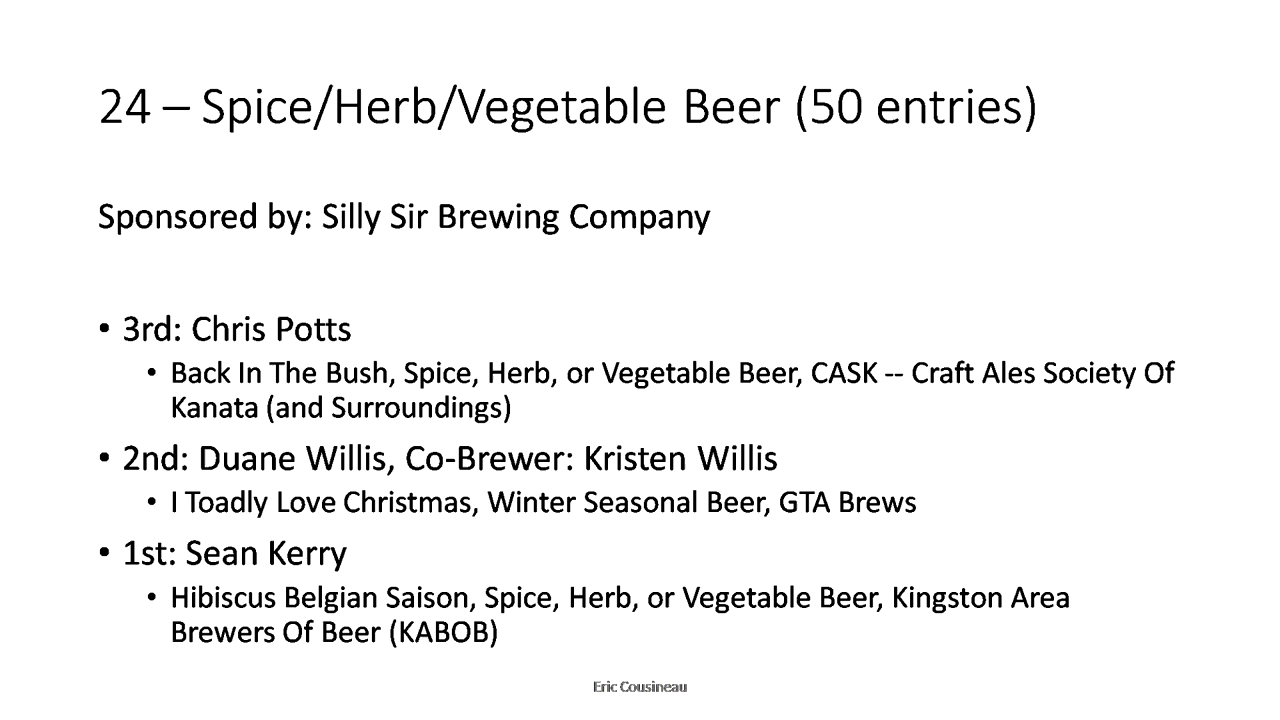 24 – Spice/Herb/Vegetable Beer (50 entries)
Sponsored by: Silly Sir Brewing Company
• 3rd: Chris Potts
• Back In The Bush, Spice, Herb, or Vegetable Beer, CASK -- Craft Ales Society Of
Kanata (and Surroundings)
• 2nd: Duane Willis, Co-Brewer: Kristen Willis
• I Toadly Love Christmas, Winter Seasonal Beer, GTA Brews
• 1st: Sean Kerry
• Hibiscus Belgian Saison, Spice, Herb, or Vegetable Beer, Kingston Area
Brewers Of Beer (KABOB)
Eric Cousineau